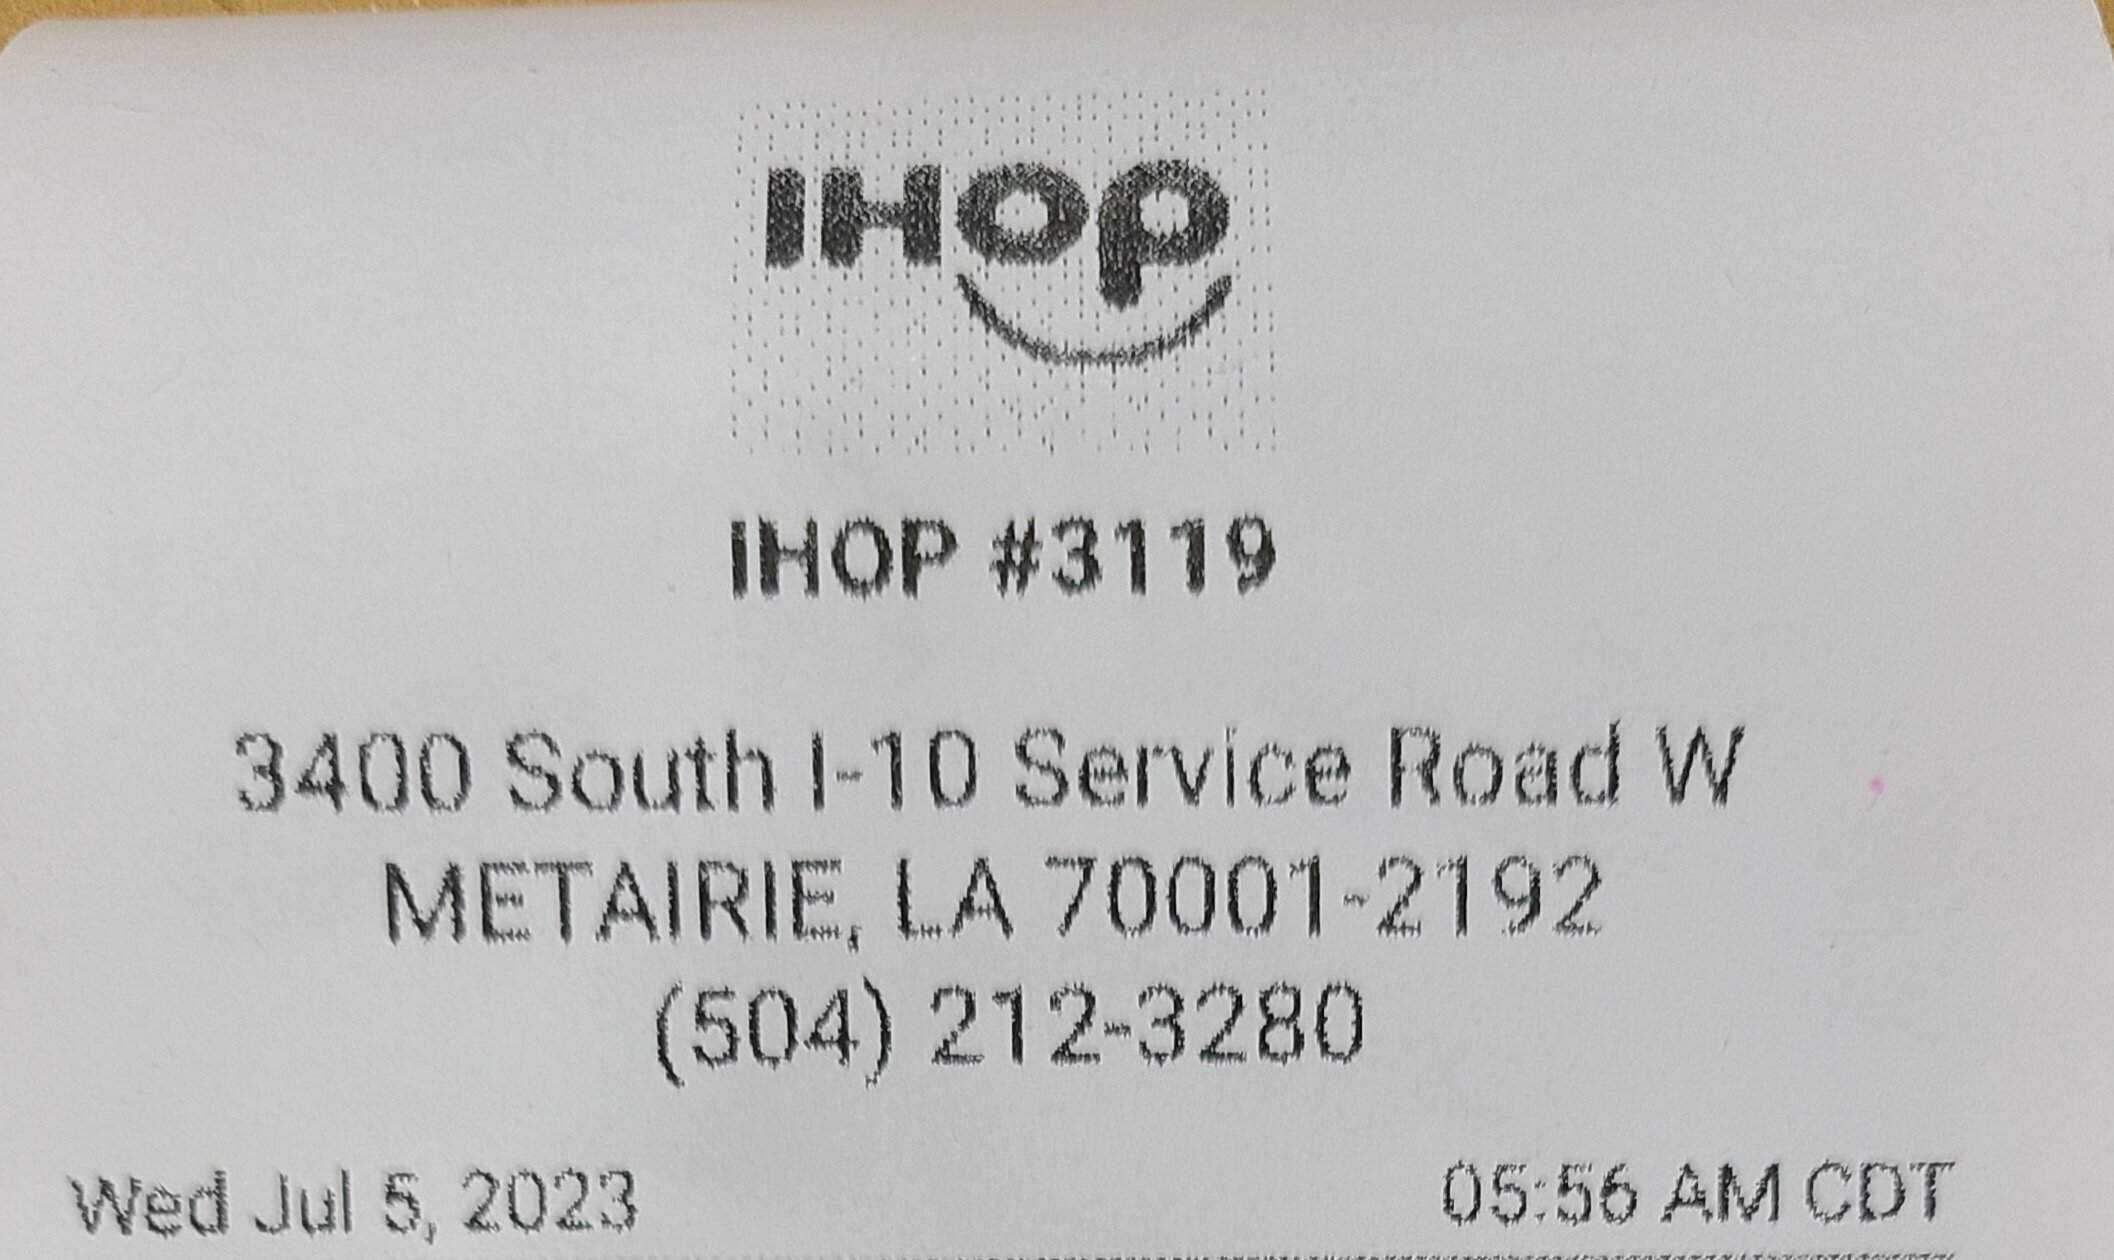 IHOP
IHOP #3119
3400 South I-10 Service Road W
METAIRIE, LA 70001-2192
(504) 212-3280
Wed Jul 5, 2023 05:56 AM CDT